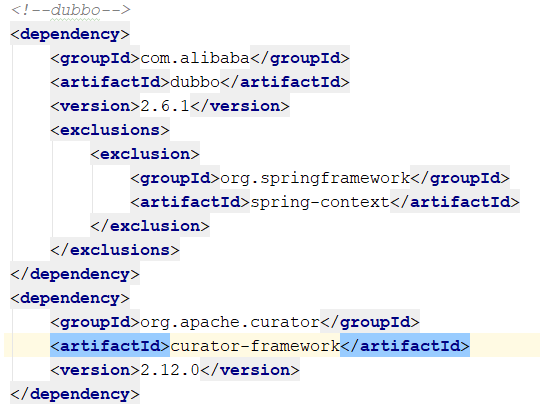 <!--dubbo-->
<dependency>
<groupId>com.alibaba</groupId>
<artifactId>dubbo</artifactId>
<version>2.6.1</version>
<exclusions>
<exclusion>
<groupId>org.springframework</groupId>
<artifactId>spring-context</artifactId>
</exclusion>
</exclusions>
</dependency>
<dependency>
<groupId>org.apache.curator</groupId>
<artifactId>curator-framework</artifactId>
<version>2.12.0</version>
</dependency>